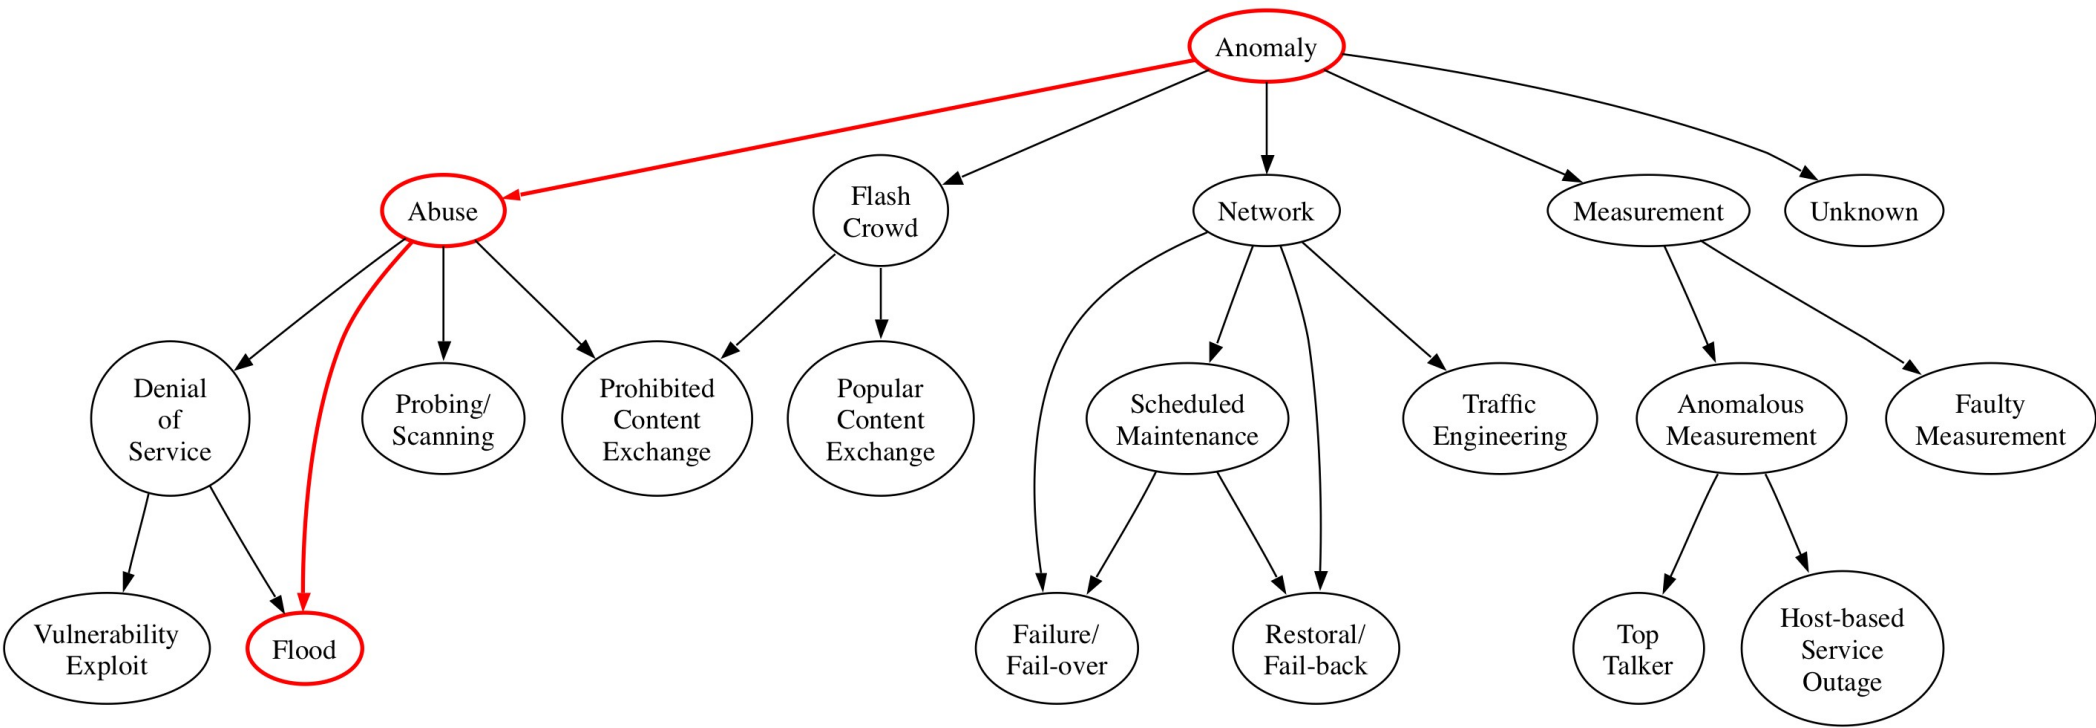 Anomaly
Abuse
Flash
Crowd
Network
Measurement
Unknown
Denial
of
Service
Probing/
Scanning
Prohibited
Content
Exchange
Popular
Content
Exchange
Scheduled
Maintenance
Traffic
Engineering
Anomalous
Measurement
Faulty
Measurement
Vulnerability
Exploit
Flood
Failure/
Fail-over
Restoral/
Fail-back
Top
Talker
Host-based
Service
Outage